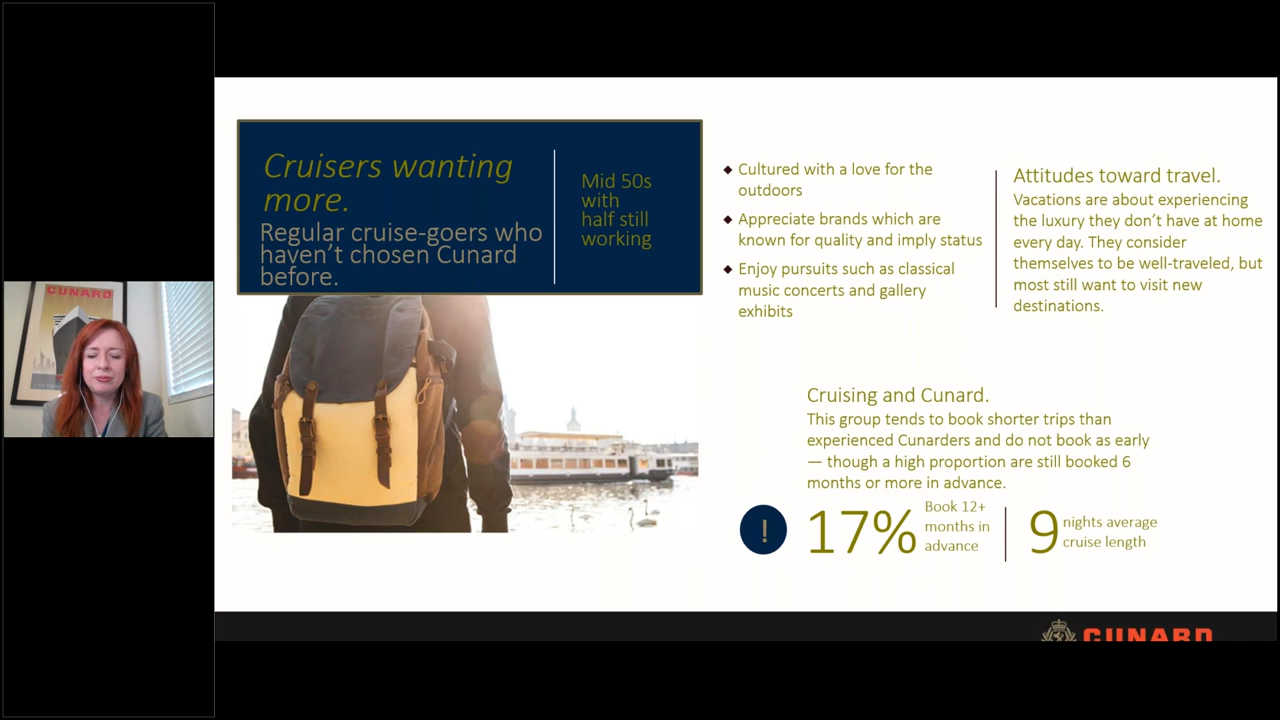 CUNARD
Cruisers wanting
more.
Regular cruise-goers who
haven't chosen Cunard
before.
Mid 50s
with
half still
working
Cultured with a love for the
outdoors
Appreciate brands which are
known for quality and imply status
Enjoy pursuits such as classical
music concerts and gallery
exhibits
Attitudes toward travel.
Vacations are about experiencing
the luxury they don't have at home
every day. They consider
themselves to be well-traveled, but
most still want to visit new
destinations.
Cruising and Cunard.
This group tends to book shorter trips than
experienced Cunarders and do not book as early
— though a high proportion are still booked 6
months or more in advance.
!
17%
Book 12+
months in
advance
9
nights average
cruise length
CUNARD